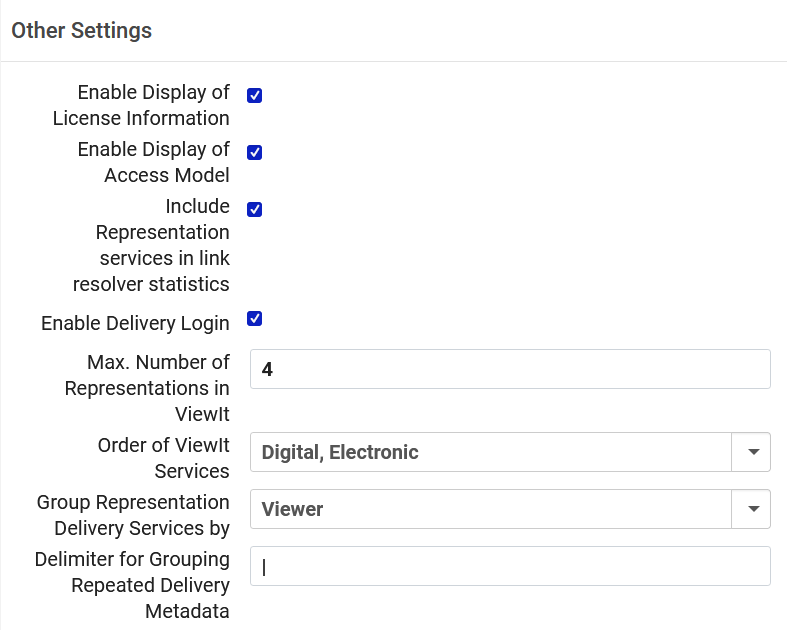 Other Settings
Enable Display of
License Information
Enable Display of
Access Model
Include
Representation
services in link
resolver statistics
Enable Delivery Login
Max. Number of
Representations in
ViewIt
4
Order of ViewIt
Services
Digital, Electronic
Group Representation
Delivery Services by
Viewer
Delimiter for Grouping
Repeated Delivery
Metadata
|